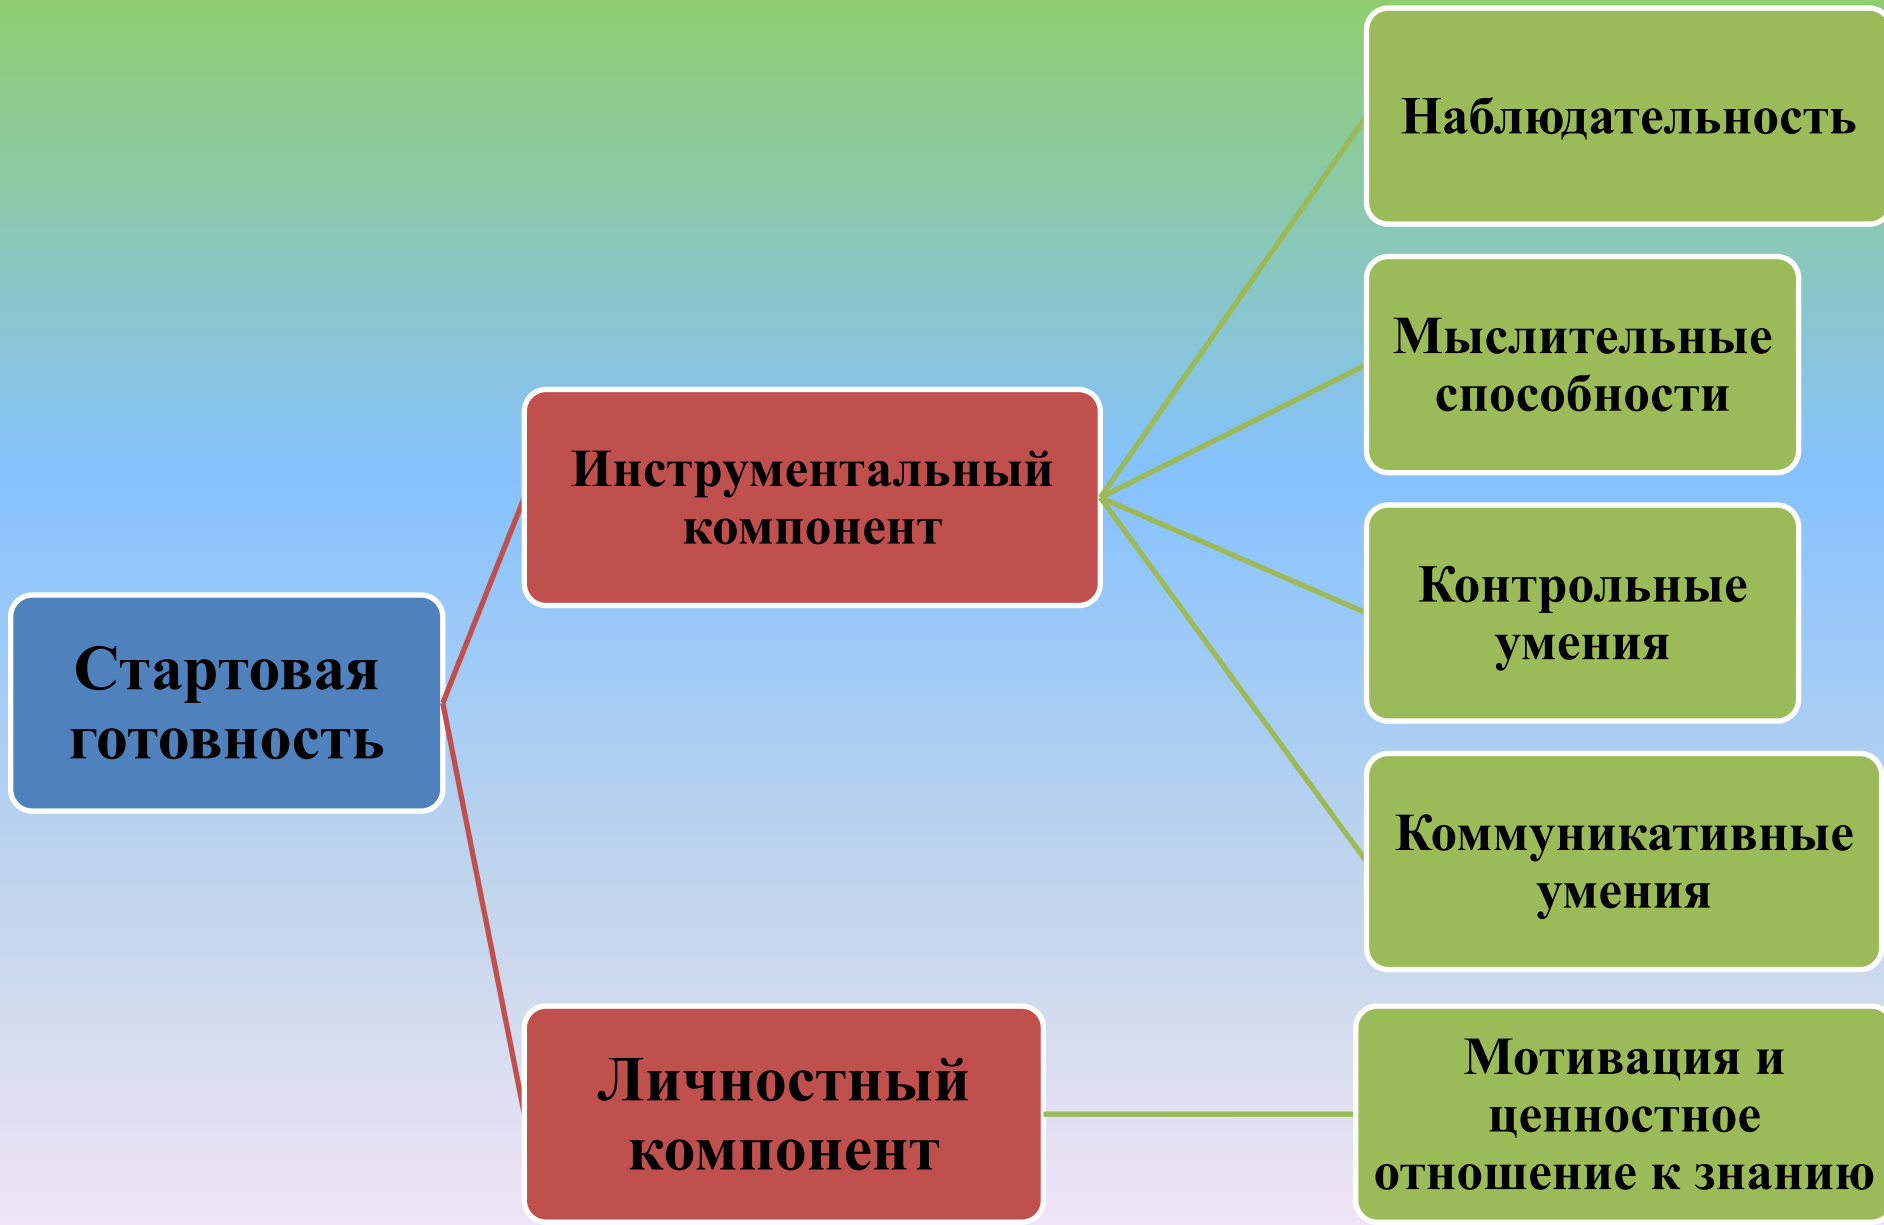 Стартовая
готовность
Инструментальный
компонент
Наблюдательность
Мыслительные
способности
Контрольные
умения
Коммуникативные
умения
Личностный
компонент
Мотивация и
ценностное
отношение к знанию